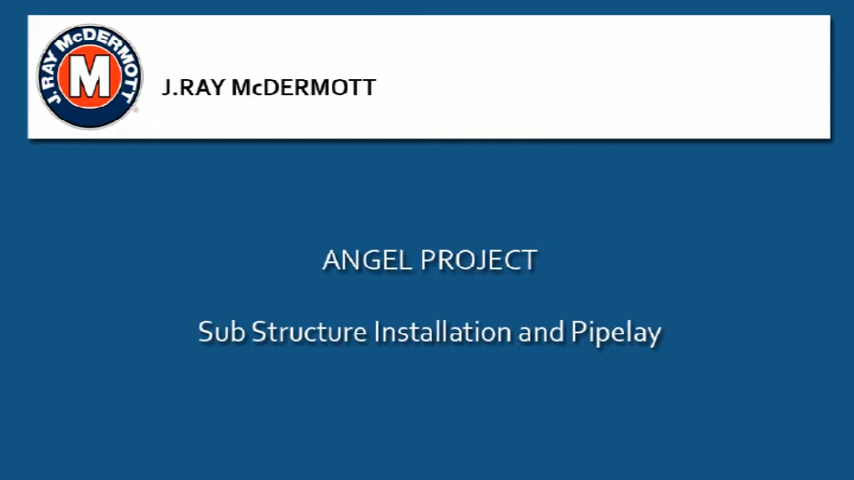 J.RAY McDERMOTT
M
J.RAY McDERMOTT
ANGEL PROJECT
Sub Structure Installation and Pipelay